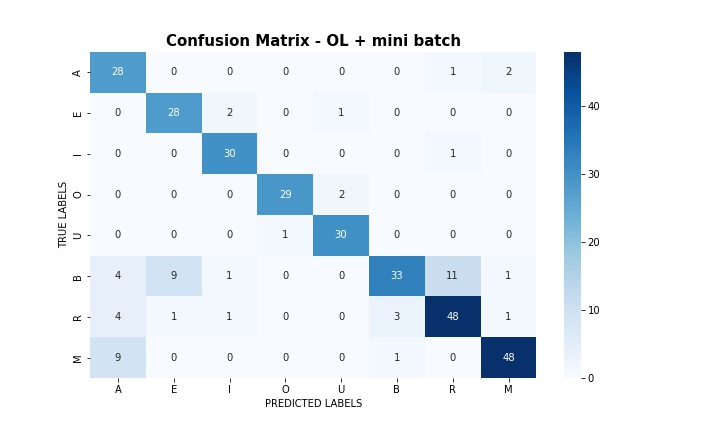 Confusion Matrix - OL + mini batch
TRUE LABELS
A 28 0 0 0 0 0 1 2
E 0 28 2 0 1 0 0 0
I 0 0 30 0 0 0 1 0
O 0 0 0 29 2 0 0 0
U 0 0 0 1 30 0 0 0
B 4 9 1 0 0 33 11 1
R 4 1 1 0 0 3 48 1
M 9 0 0 0 0 1 0 48
A E I O U B R M
PREDICTED LABELS
40
30
20
10
0